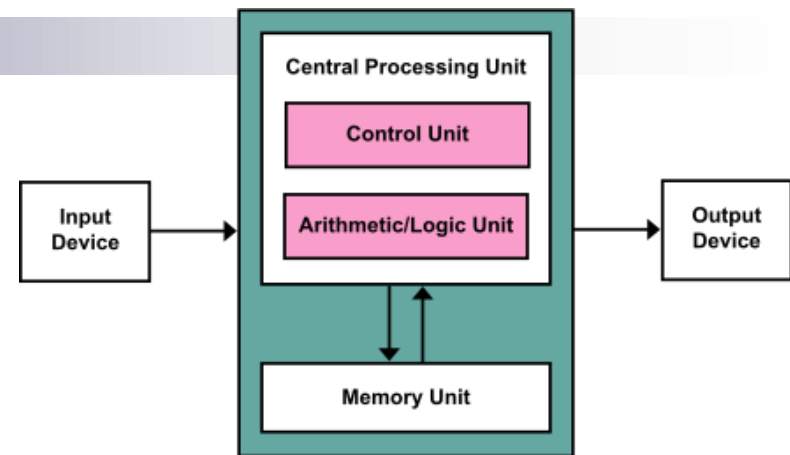 Central Processing Unit
Control Unit
Arithmetic/Logic Unit
Input
Device
Output
Device
Memory Unit